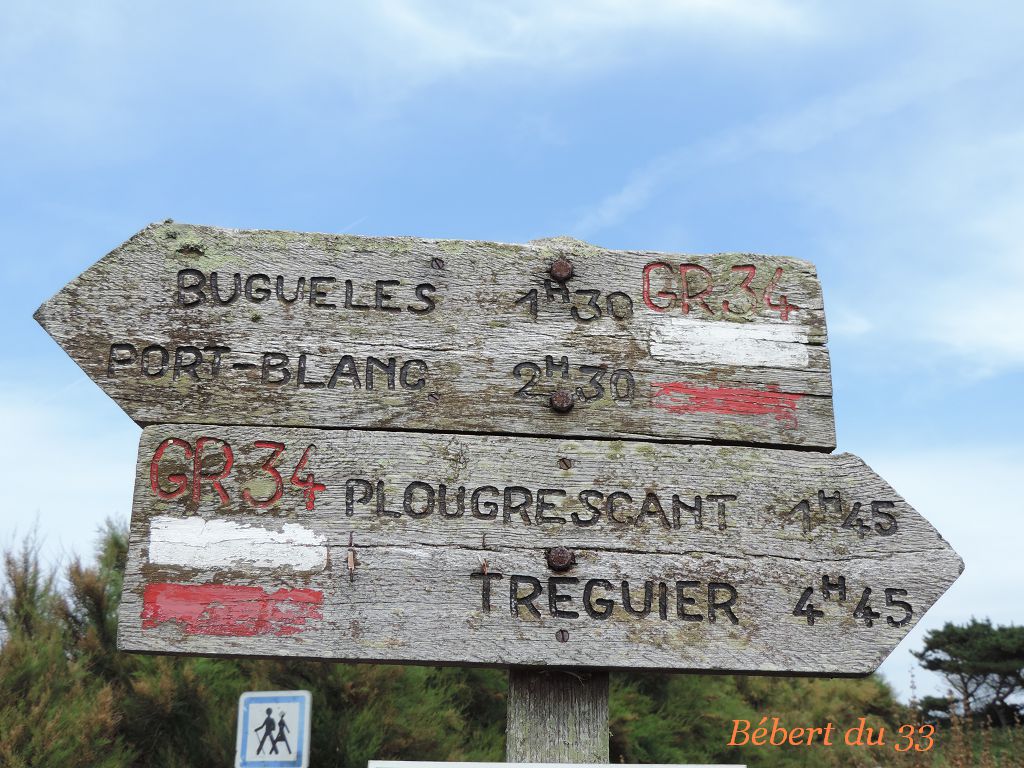 BUGUELES 1H30 GR34
PORT-BLANC 2H30
GR34 PLOUGRESCANT 1H45
TREGUIER 4H45
Bébert du 33